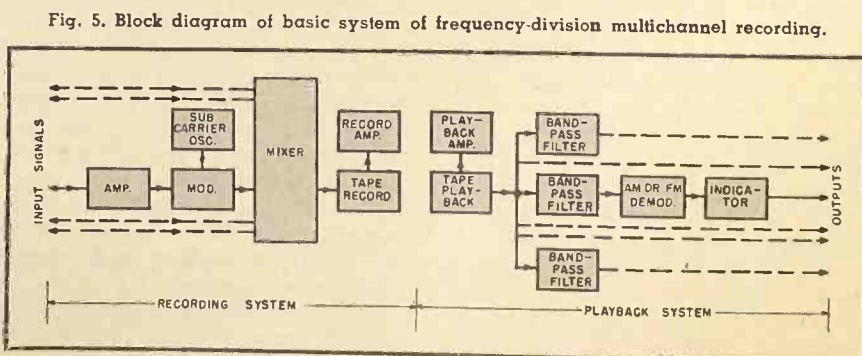 Fig. 5. Block diagram of basic system of frequency-division multichannel recording.
INPUT SIGNALS
AMP.
SUB
CARRIER
OSC.
MOD.
MIXER
RECORD
AMP.
TAPE
RECORD
PLAY-
BACK
AMP.
TAPE
PLAY-
BACK
BAND-
PASS
FILTER
BAND-
PASS
FILTER
BAND-
PASS
FILTER
AM OR FM
DEMOD.
INDICA-
TOR
OUTPUTS
RECORDING SYSTEM
PLAYBACK SYSTEM